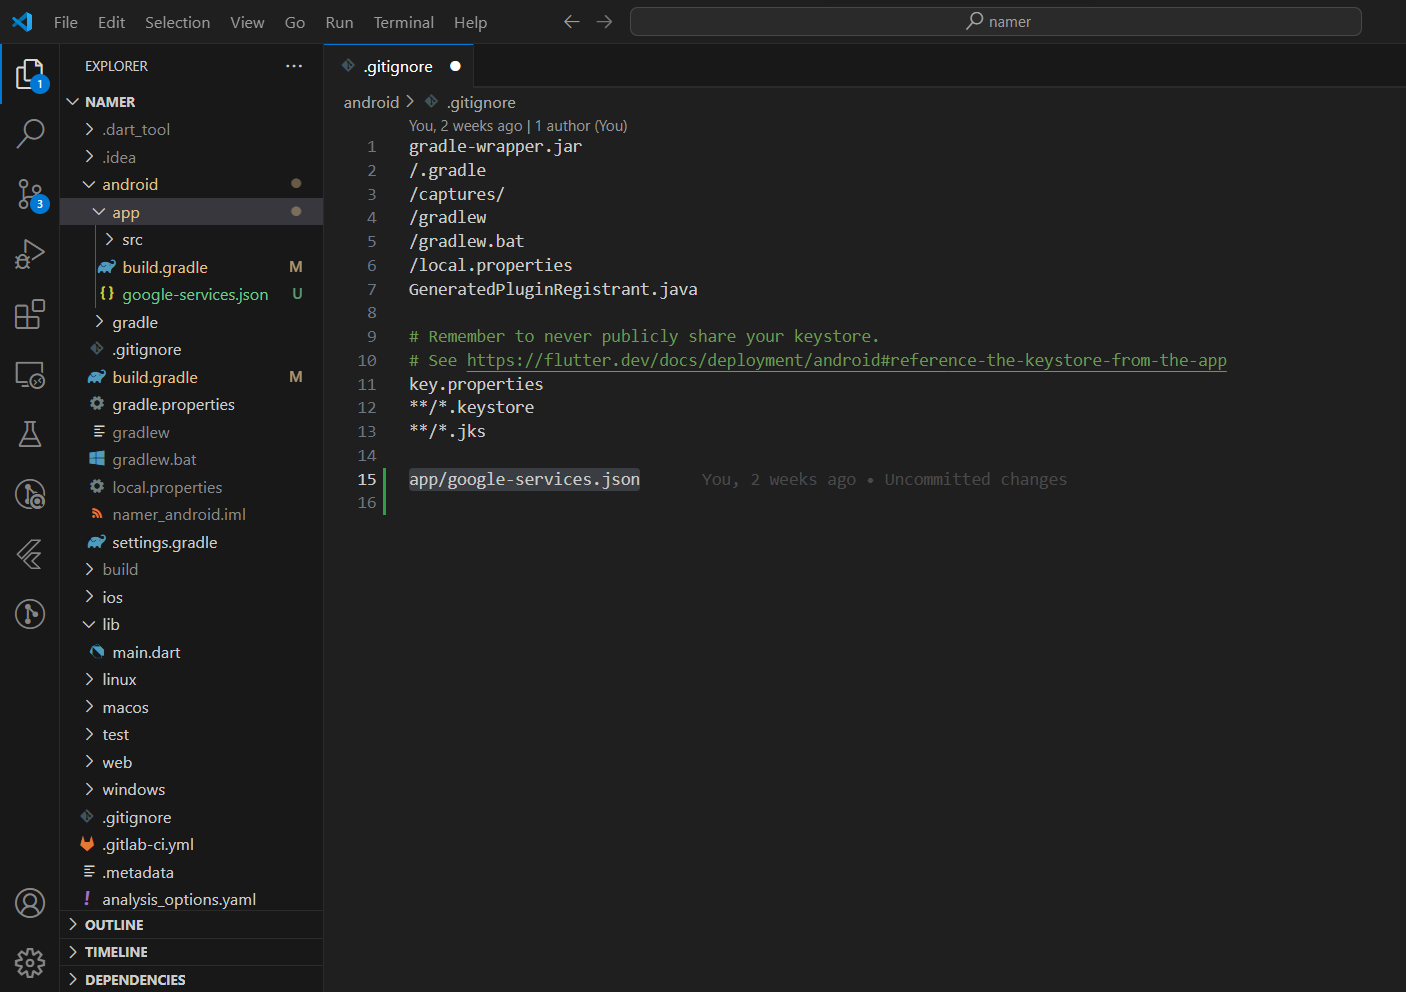 File Edit Selection View Go Run Terminal Help
namer
1
3
EXPLORER
NAMER
.dart_tool
.idea
android
app
src
build.gradle M
google-services.json U
gradle
.gitignore
build.gradle M
gradle.properties
gradlew
gradlew.bat
local.properties
namer_android.iml
settings.gradle
build
ios
lib
main.dart
linux
macos
test
web
windows
.gitignore
.gitlab-ci.yml
.metadata
analysis_options.yaml
OUTLINE
TIMELINE
DEPENDENCIES
.gitignore
android > .gitignore
You, 2 weeks ago | 1 author (You)
1 gradle-wrapper.jar
2 /.gradle
3 /captures/
4 /gradlew
5 /gradlew.bat
6 /local.properties
7 GeneratedPluginRegistrant.java
8
9 # Remember to never publicly share your keystore.
10 # See https://flutter.dev/docs/deployment/android#reference-the-keystore-from-the-app
11 key.properties
12 **/*.keystore
13 **/*.jks
14
15 app/google-services.json You, 2 weeks ago • Uncommitted changes
16